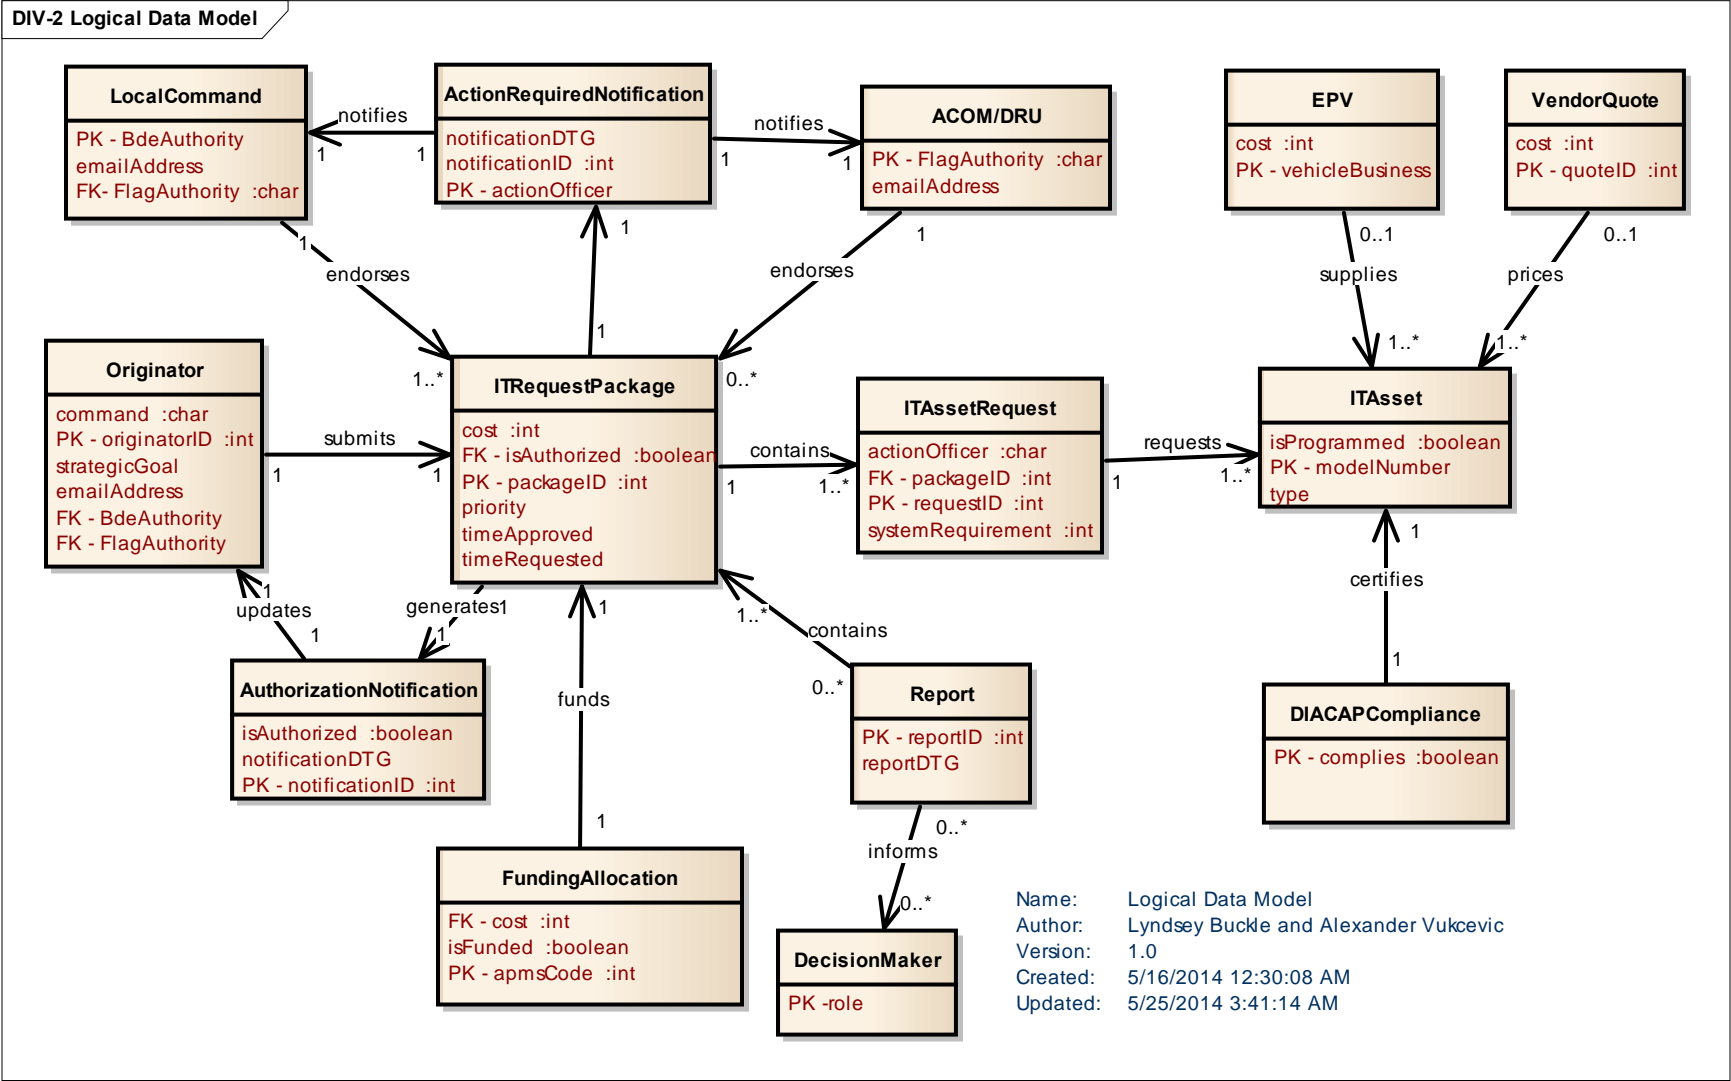 DIV-2 Logical Data Model
LocalCommand
PK - BdeAuthority
emailAddress
FK- FlagAuthority :char
notifies
1
1
ActionRequiredNotification
notificationDTG
notificationID :int
PK - actionOfficer
notifies
1
1
ACOM/DRU
PK - FlagAuthority :char
emailAddress
EPV
cost :int
PK - vehicleBusiness
VendorQuote
cost :int
PK - quoteID :int
1
endorses
1..*
1
1
1
endorses
0..*
0..1
supplies
1..*
0..1
prices
1..*
Originator
command :char
PK - originatorID :int
strategicGoal
emailAddress
FK - BdeAuthority
FK - FlagAuthority
submits
1
1
ITRequestPackage
cost :int
FK - isAuthorized :boolean
PK - packageID :int
priority
timeApproved
timeRequested
contains
1
1..*
ITAssetRequest
actionOfficer :char
FK - packageID :int
PK - requestID :int
systemRequirement :int
requests
1
1..*
ITAsset
isProgrammed :boolean
PK - modelNumber
type
1
updates
1
generates
1
1
1
funds
1
1..*
contains
0..*
1
certifies
1
AuthorizationNotification
isAuthorized :boolean
notificationDTG
PK - notificationID :int
Report
PK - reportID :int
reportDTG
DIACAPCompliance
PK - complies :boolean
0..*
informs
0..*
FundingAllocation
FK - cost :int
isFunded :boolean
PK - apmsCode :int
DecisionMaker
PK -role
Name: Logical Data Model
Author: Lyndsey Buckle and Alexander Vukcevic
Version: 1.0
Created: 5/16/2014 12:30:08 AM
Updated: 5/25/2014 3:41:14 AM